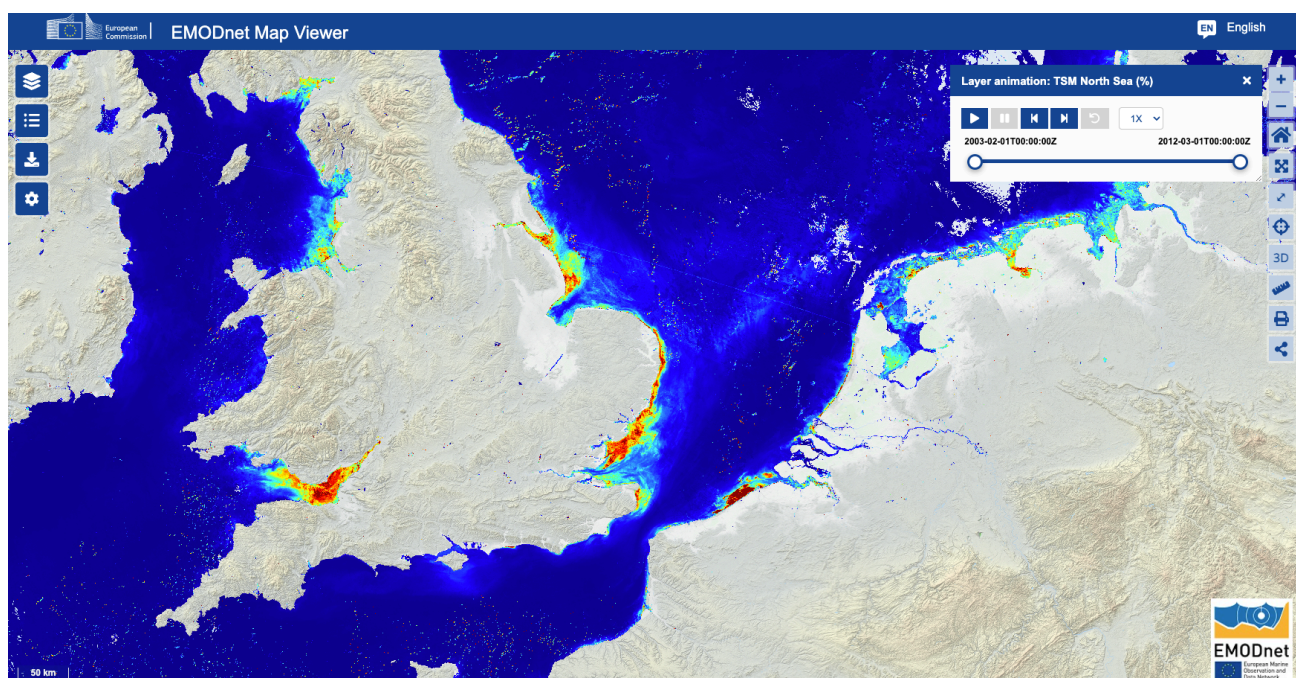 European
Commission
EMODnet Map Viewer
EN English
Layer animation: TSM North Sea (%)
1X
2003-02-01T00:00:00Z 2012-03-01T00:00:00Z
3D
50 km
EMODnet
European Marine
Observation and
Data Network